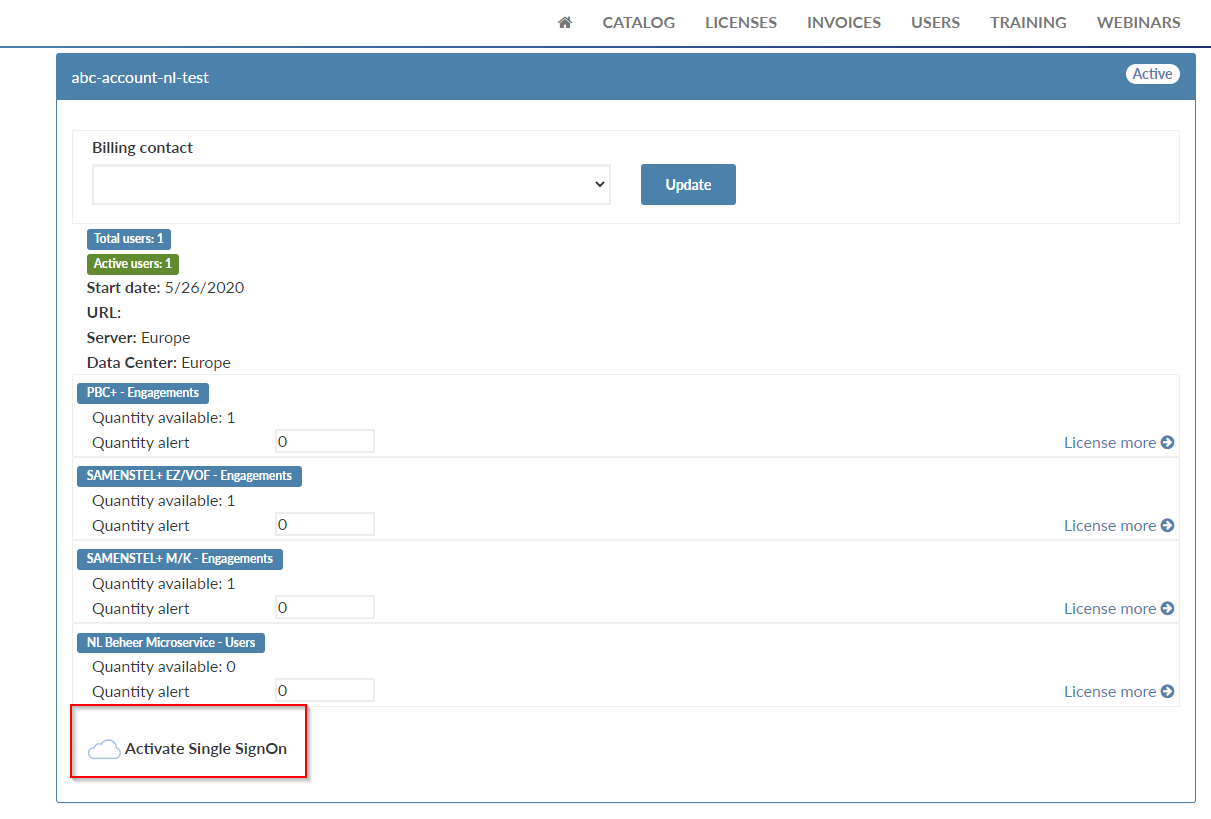 CATALOG LICENSES INVOICES USERS TRAINING WEBINARS
abc-account-nl-test Active
Billing contact
Update
Total users: 1
Active users: 1
Start date: 5/26/2020
URL:
Server: Europe
Data Center: Europe
PBC+ - Engagements
Quantity available: 1
Quantity alert 0 License more
SAMENSTEL+ EZ/VOF - Engagements
Quantity available: 1
Quantity alert 0 License more
SAMENSTEL+ M/K - Engagements
Quantity available: 1
Quantity alert 0 License more
NL Beheer Microservice - Users
Quantity available: 0
Quantity alert 0 License more
Activate Single SignOn